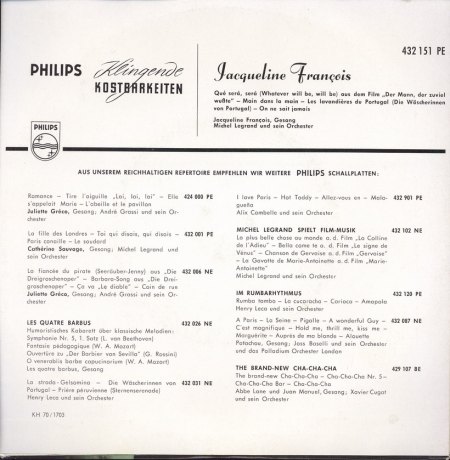 432 151 PE
PHILIPS Klingende KOSTBARKEITEN
Jacqueline François
Qué será, será (Whatever will be, will be) aus dem Film „Der Mann, der zuviel
wußte" – Main dans la main – Les lavandières du Portugal (Die Wäscherinnen
von Portugal) – On ne sait jamais
Jacqueline François, Gesang
Michel Legrand und sein Orchester
PHILIPS
AUS UNSEREM REICHHALTIGEN REPERTOIRE EMPFEHLEN WIR WEITERE PHILIPS SCHALLPLATTEN:
Romance – Tire l'aiguille „Lai, lai, lai" – Elle 424 000 PE
s'appelait Marie – L'abeille et le pavillon
Juliette Gréco, Gesang; André Grassi und sein Or-
chester
La fille des Londres – Toi qui disais, qui disais – 432 001 PE
Paris canaille – Le souvard
Cathérine Sauvage, Gesang; Michel Legrand und
sein Orchester
La fiancée du pirate (Seeräuber-Jenny) aus „Die 432 006 NE
Dreigroschenoper" – Barbara-Song aus „Die Drei-
groschenoper" – Ça va „Le diable" – Coin de rue
Juliette Gréco, Gesang; André Grassi und sein Or-
chester
LES QUATRE BARBUS 432 026 NE
Humoristisches Kabarett über klassische Melodien:
Symphonie Nr. 5, 1. Satz (L. van Beethoven)
Fantaisie pédagogique (W. A. Mozart)
Ouvertüre zu „Der Barbier von Sevilla" (G. Rossini)
O venerabilis barba capucinorium (W. A. Mozart)
Les quatre barbus, Gesang
La strada - Gelsomina – Die Wäscherinnen von 432 031 NE
Portugal – Prière péruvienne (Sternenserenade)
Henry Leca und sein Orchester
KH 70/1703
I love Paris – Hot Toddy – Allez-vous en – Mala- 432 901 PE
gueña
Alix Combelle und sein Orchester
MICHEL LEGRAND SPIELT FILM-MUSIK 432 102 NE
La plus belle chose au monde a. d. Film „La Colline
de l'Adieu" – Bella come te a. d. Film „Le signe de
Vénus" – Chanson de Gervaise a. d. Film „Gervaise"
– La Gavotte de Marie-Antoinette a. d. Film „Marie-
Antoinette"
Michel Legrand und sein Orchester
IM RUMBARHYTHMUS 432 120 PE
Rumba tambo – La cucaracha – Carioca – Amapola
Henry Leca und sein Orchester
A Paris – La Seine – Pigalle – A wonderful Guy – 432 007 NE
C'est magnifique – Hold me, thrill me, kiss me –
Marguérite – Auprès de ma blonde – Alouette
Patachou, Gesang; Joss Baselli und sein Orchester
und das Palladium Orchester London
THE BRAND-NEW CHA-CHA-CHA 429 107 BE
The brand-new Cha-Cha-Cha – Cha-Cha-Cha Nr. 5 –
Cha-Cha-Cha Bar – Cha-Cha-Cha
Abbe Lane und Juan Manuel, Gesang; Xavier Cugat
und sein Orchester